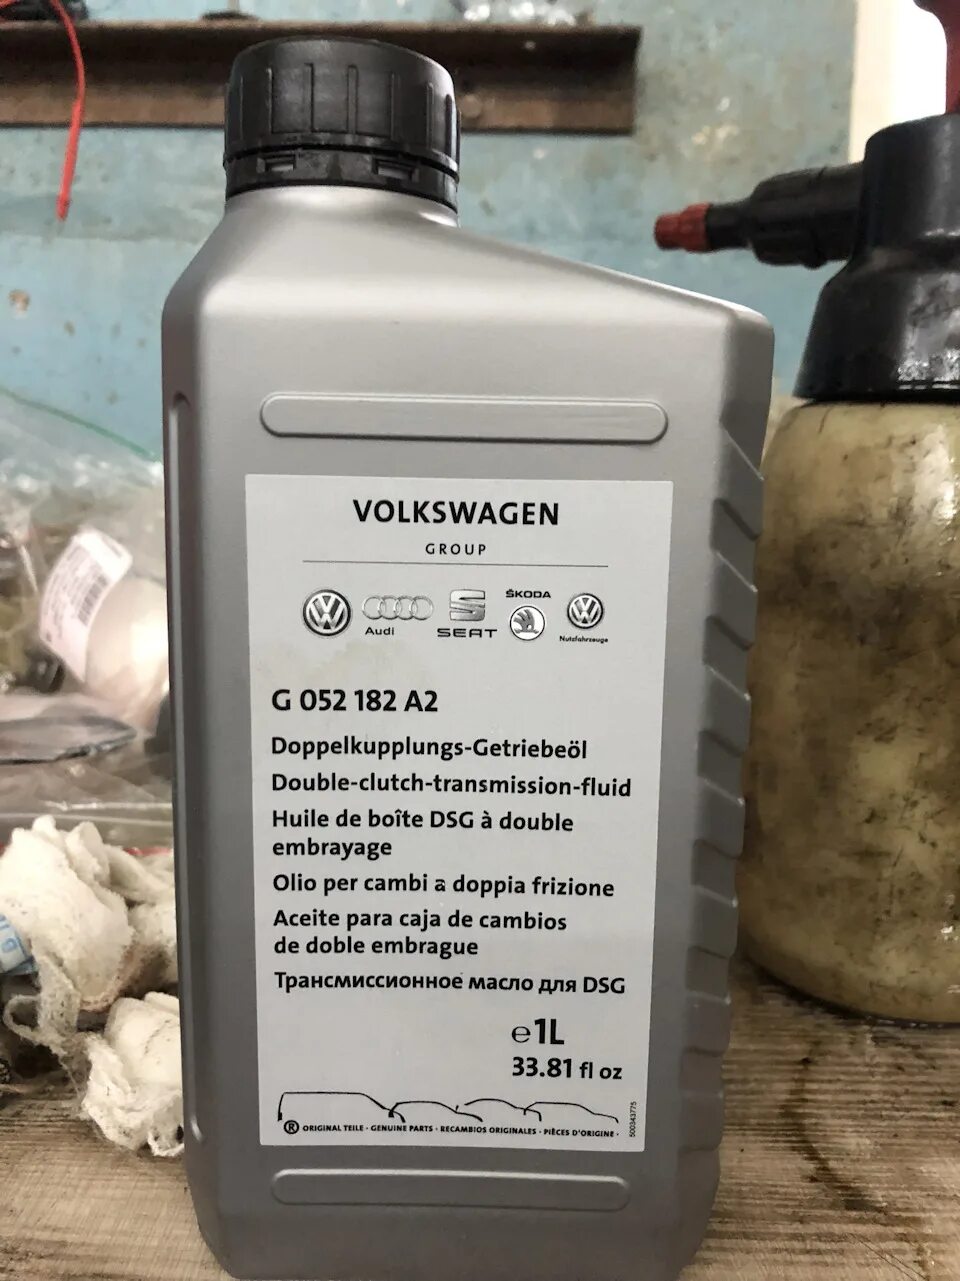 VOLKSWAGEN
GROUP
Audi
SEAT
ŠKODA
Nutzfahrzeuge
G 052 182 A2
Doppelkupplungs-Getriebeöl
Double-clutch-transmission-fluid
Huile de boîte DSG à double
embrayage
Olio per cambi a doppia frizione
Aceite para caja de cambios
de doble embrague
Трансмиссионное масло для DSG
℮1L
33.81 fl oz
® ORIGINAL TEILE · GENUINE PARTS · RECAMBIOS ORIGINALES · PIÈCES D'ORIGINE ·
500343775